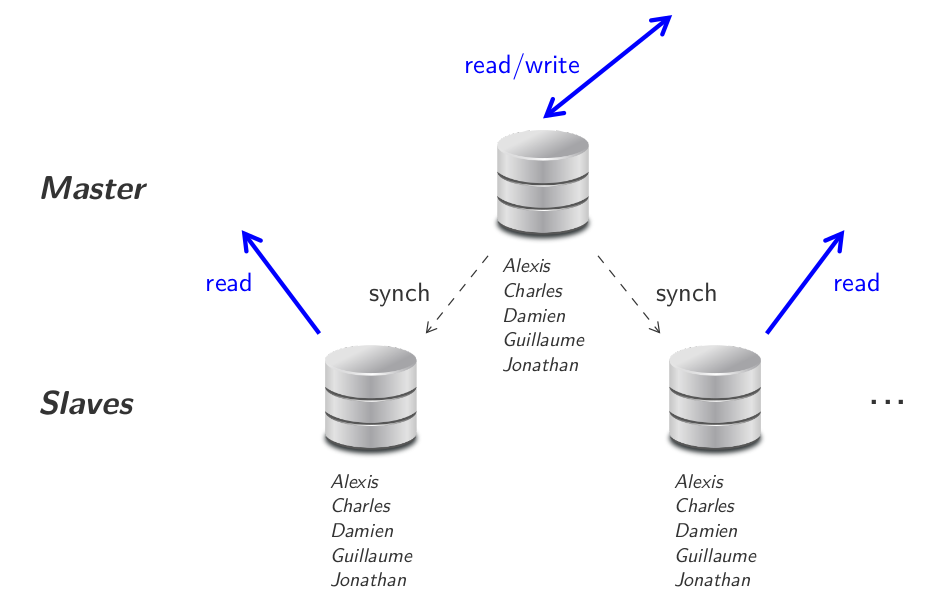 read/write
Master
read
synch
Alexis
Charles
Damien
Guillaume
Jonathan
synch
read
Slaves
...
Alexis
Charles
Damien
Guillaume
Jonathan
Alexis
Charles
Damien
Guillaume
Jonathan